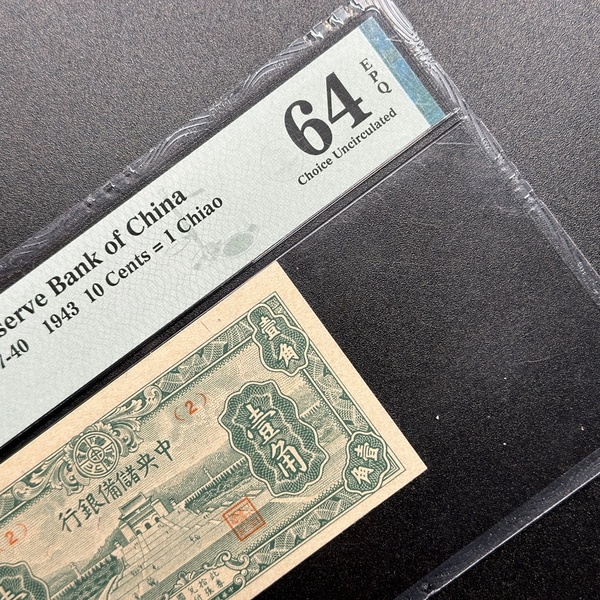 64 EPQ
Choice Uncirculated
serve Bank of China
7-40 1943 10 Cents = 1 Chiao
壹角
(2)
壹角
中央儲備銀行
(2)
壹角